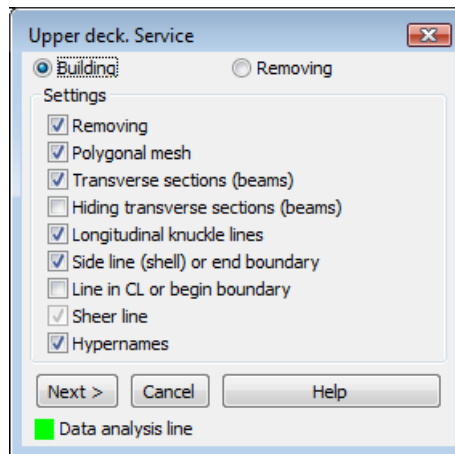 Upper deck. Service
Building Removing
Settings
Removing
Polygonal mesh
Transverse sections (beams)
Hiding transverse sections (beams)
Longitudinal knuckle lines
Side line (shell) or end boundary
Line in CL or begin boundary
Sheer line
Hypernames
Next > Cancel Help
Data analysis line